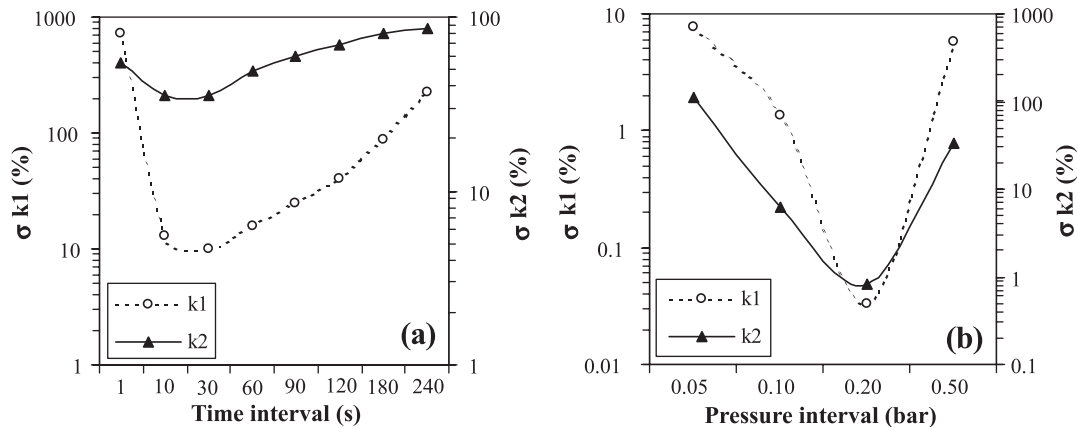 1000
100
10
1
σ k1 (%)
100
10
1
σ k2 (%)
k1
k2
(a)
1 10 30 60 90 120 180 240
Time interval (s)
10
1
0.1
0.01
σ k1 (%)
1000
100
10
1
0.1
σ k2 (%)
k1
k2
(b)
0.05 0.10 0.20 0.50
Pressure interval (bar)